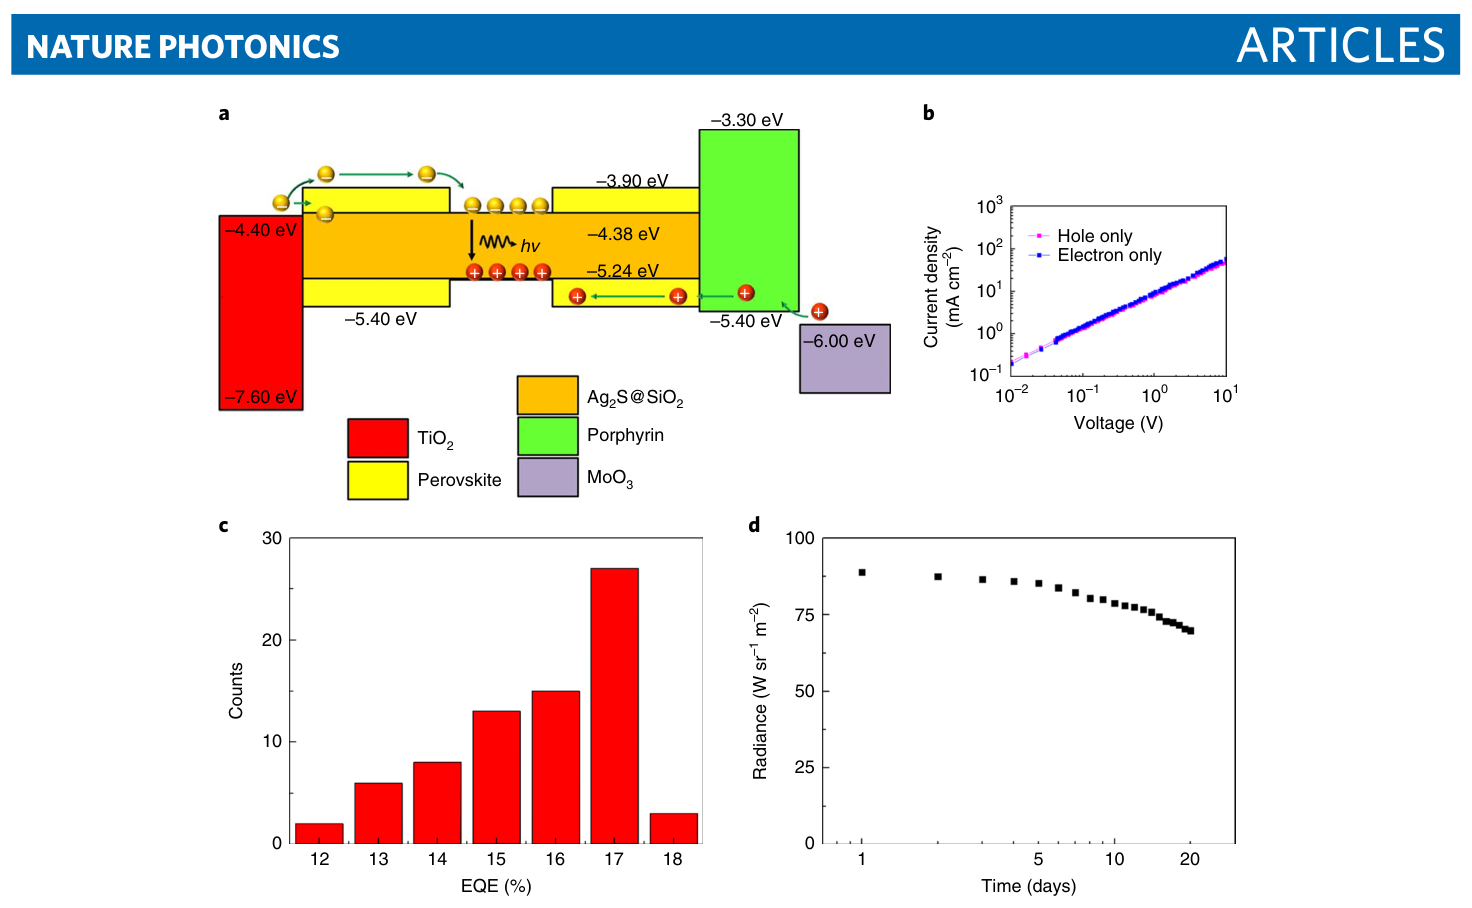 NATURE PHOTONICS
ARTICLES
a
–3.30 eV
–3.90 eV
–4.40 eV
–4.38 eV
hv
–5.24 eV
–5.40 eV
–5.40 eV
–6.00 eV
–7.60 eV
TiO2
Perovskite
Ag2S@SiO2
Porphyrin
MoO3
b
Current density
(mA cm–2)
10^3
10^2
10^1
10^0
10^–1
Hole only
Electron only
10^–2
10^–1
10^0
10^1
Voltage (V)
c
Counts
30
20
10
0
12 13 14 15 16 17 18
EQE (%)
d
Radiance (W sr–1 m–2)
100
75
50
25
0
1 5 10 20
Time (days)